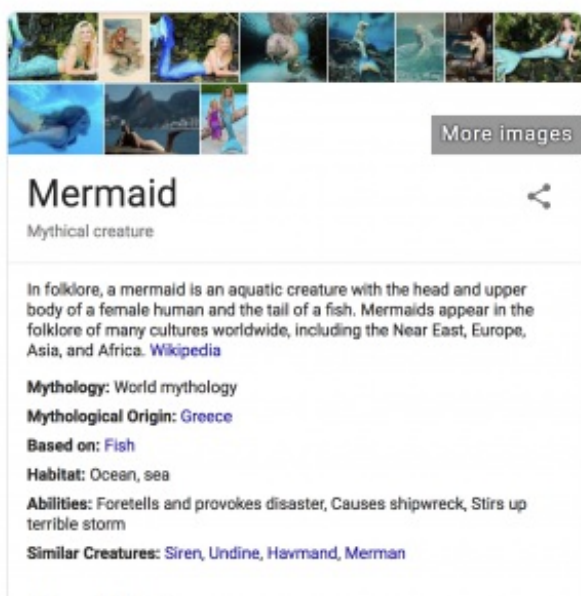 More images
Mermaid
Mythical creature
In folklore, a mermaid is an aquatic creature with the head and upper
body of a female human and the tail of a fish. Mermaids appear in the
folklore of many cultures worldwide, including the Near East, Europe,
Asia, and Africa. Wikipedia
Mythology: World mythology
Mythological Origin: Greece
Based on: Fish
Habitat: Ocean, sea
Abilities: Foretells and provokes disaster, Causes shipwreck, Stirs up
terrible storm
Similar Creatures: Siren, Undine, Havmand, Merman